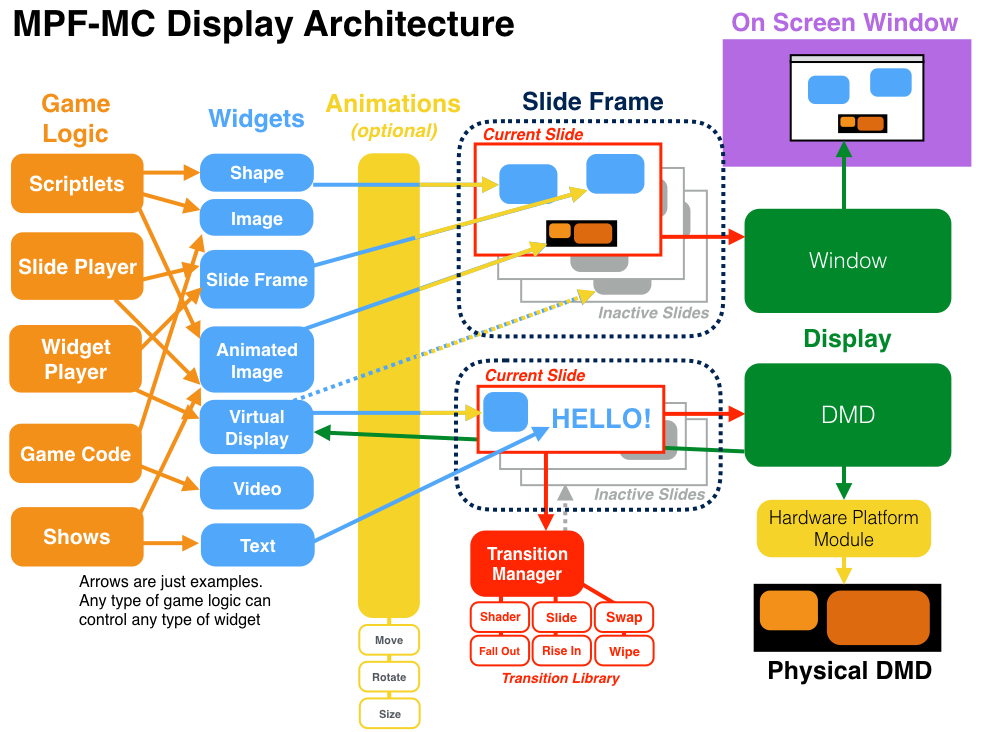 MPF-MC Display Architecture
On Screen Window
Game
Logic
Widgets
Animations
(optional)
Slide Frame
Current Slide
Scriptlets
Slide Player
Widget
Player
Game Code
Shows
Shape
Image
Slide Frame
Animated
Image
Virtual
Display
Video
Text
Arrows are just examples.
Any type of game logic can
control any type of widget
Move
Rotate
Size
Inactive Slides
Current Slide
HELLO!
Inactive Slides
Transition
Manager
Shader
Slide
Swap
Fall Out
Rise In
Wipe
Transition Library
Window
Display
DMD
Hardware Platform
Module
Physical DMD